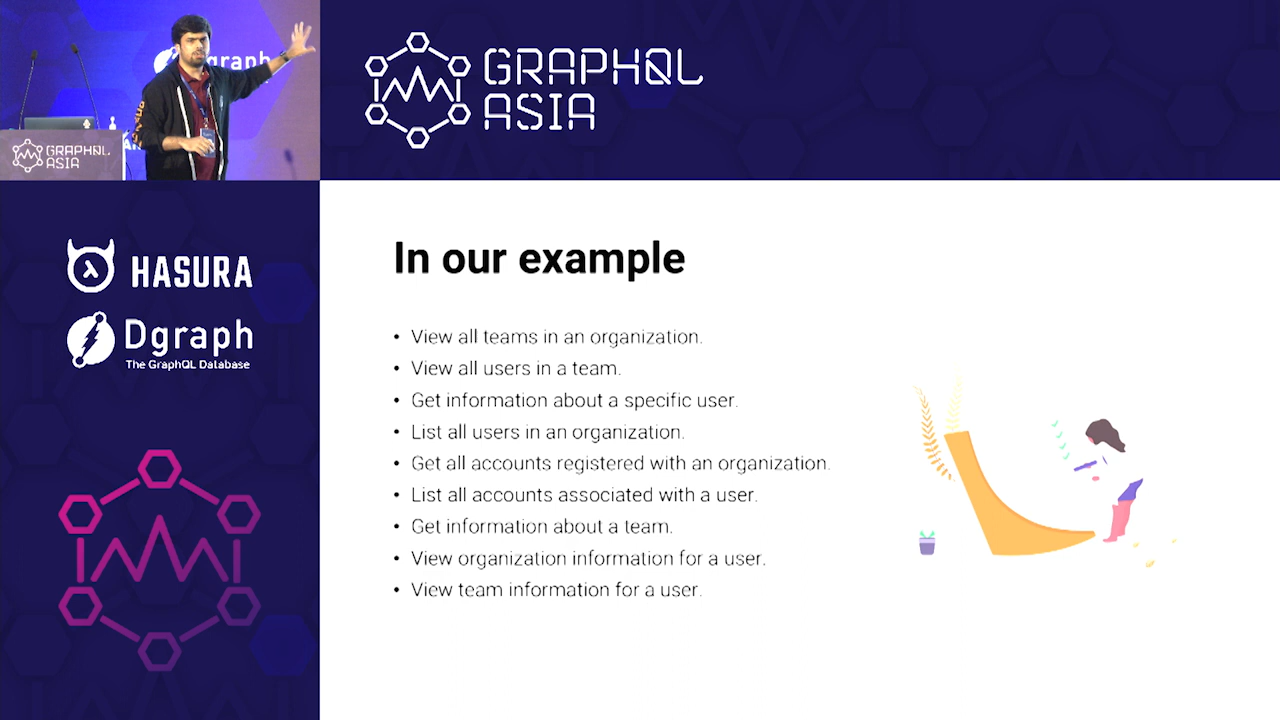 graph
GRAPHQL
ASIA
GRAPHQL
ASIA
HASURA
Dgraph
The GraphQL Database
In our example
• View all teams in an organization.
• View all users in a team.
• Get information about a specific user.
• List all users in an organization.
• Get all accounts registered with an organization.
• List all accounts associated with a user.
• Get information about a team.
• View organization information for a user.
• View team information for a user.